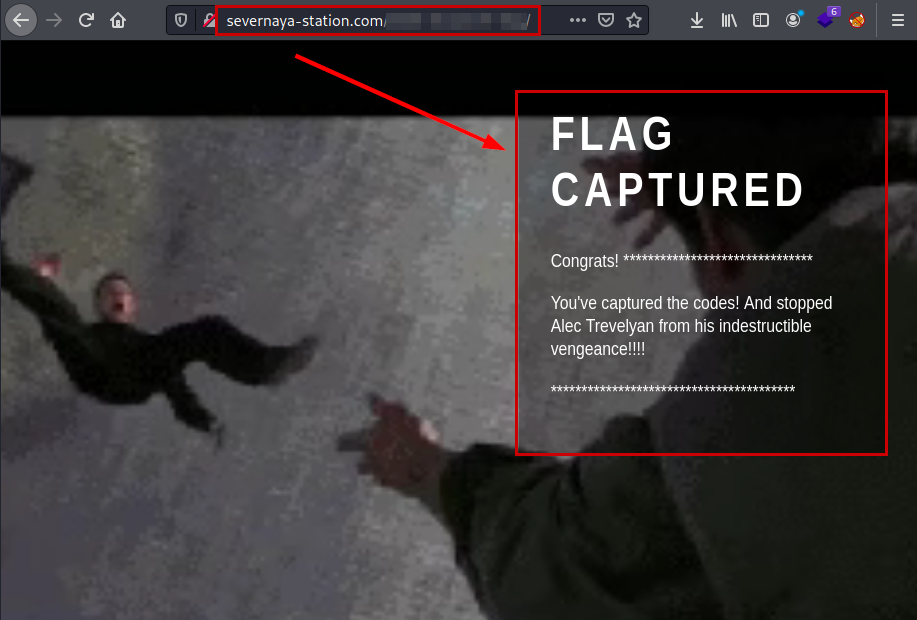 severnaya-station.com/
6
FLAG
CAPTURED
Congrats! *******************************
You've captured the codes! And stopped
Alec Trevelyan from his indestructible
vengeance!!!!
****************************************